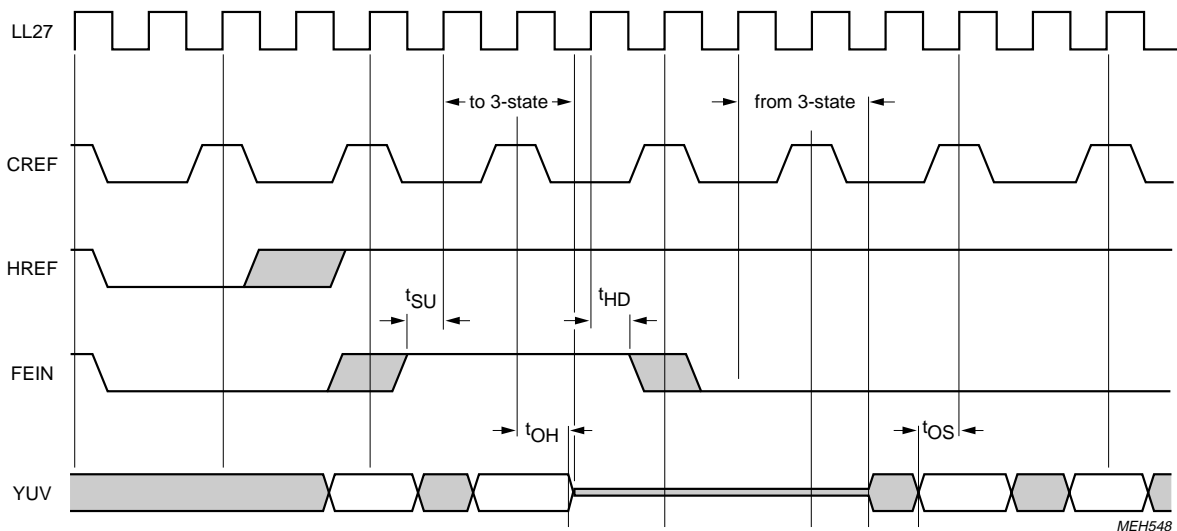 LL27
to 3-state
from 3-state
CREF
HREF
tSU
tHD
FEIN
tOH
tOS
YUV
MEH548